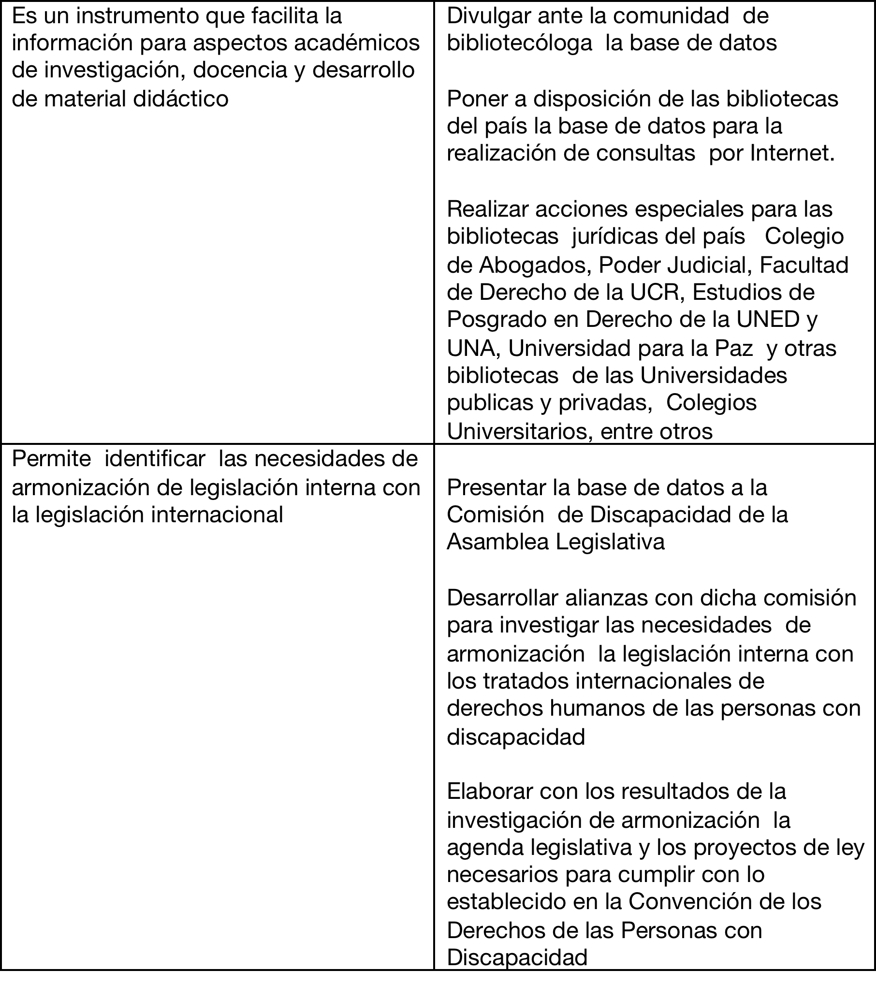 Es un instrumento que facilita la
información para aspectos académicos
de investigación, docencia y desarrollo
de material didáctico
Divulgar ante la comunidad  de
bibliotecóloga  la base de datos
Poner a disposición de las bibliotecas
del país la base de datos para la
realización de consultas  por Internet.
Realizar acciones especiales para las
bibliotecas  jurídicas del país   Colegio
de Abogados, Poder Judicial, Facultad
de Derecho de la UCR, Estudios de
Posgrado en Derecho de la UNED y
UNA, Universidad para la Paz  y otras
bibliotecas  de las Universidades
publicas y privadas,  Colegios
Universitarios, entre otros
Permite  identificar  las necesidades de
armonización de legislación interna con
la legislación internacional
Presentar la base de datos a la
Comisión  de Discapacidad de la
Asamblea Legislativa
Desarrollar alianzas con dicha comisión
para investigar las necesidades  de
armonización  la legislación interna con
los tratados internacionales de
derechos humanos de las personas con
discapacidad
Elaborar con los resultados de la
investigación de armonización  la
agenda legislativa y los proyectos de ley
necesarios para cumplir con lo
establecido en la Convención de los
Derechos de las Personas con
Discapacidad